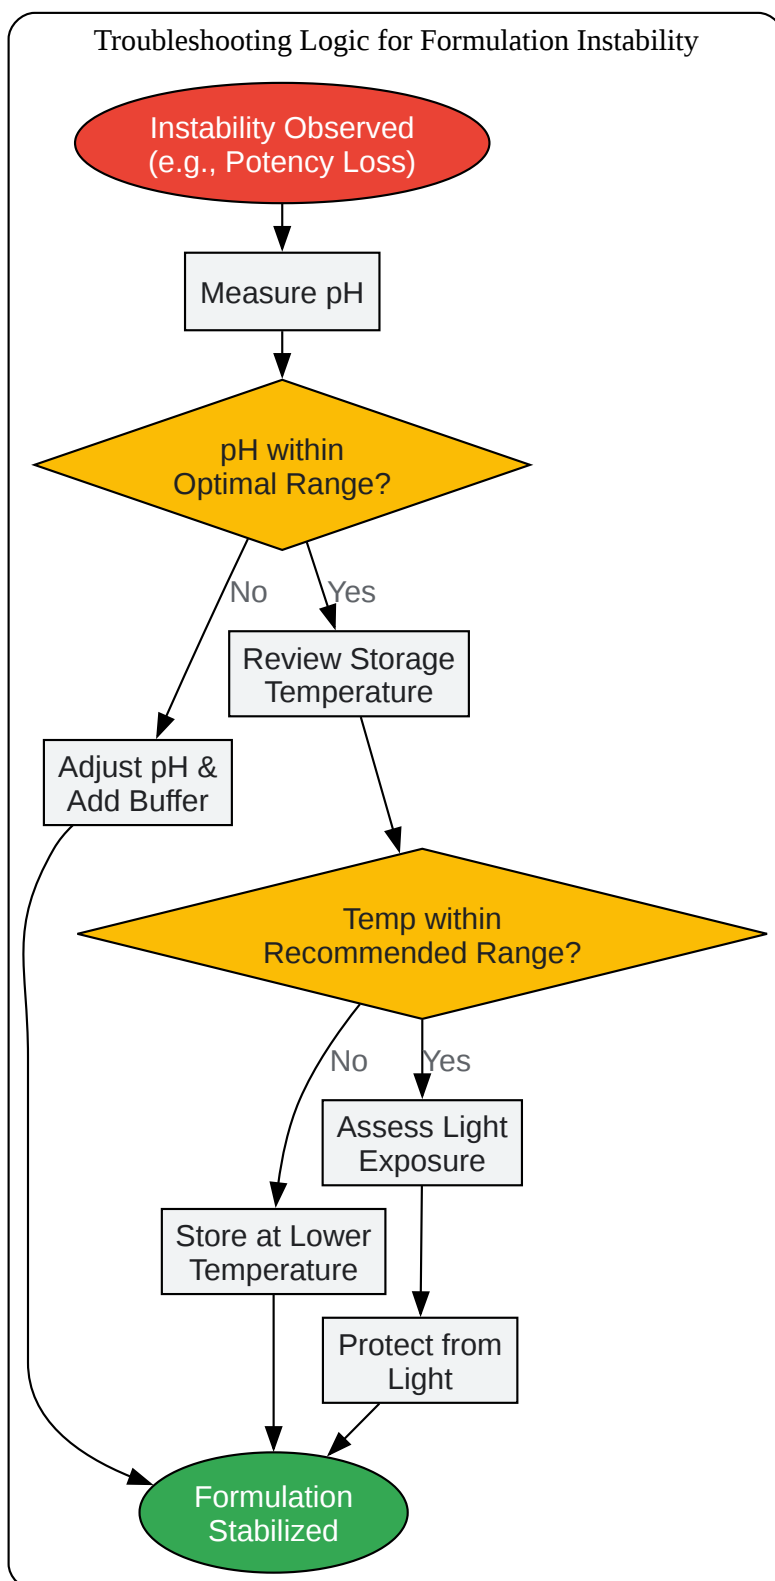 Troubleshooting Logic for Formulation Instability
Instability Observed
(e.g., Potency Loss)
Measure pH
pH within
Optimal Range?
No
Yes
Review Storage
Temperature
Adjust pH &
Add Buffer
Temp within
Recommended Range?
No
Yes
Assess Light
Exposure
Store at Lower
Temperature
Protect from
Light
Formulation
Stabilized